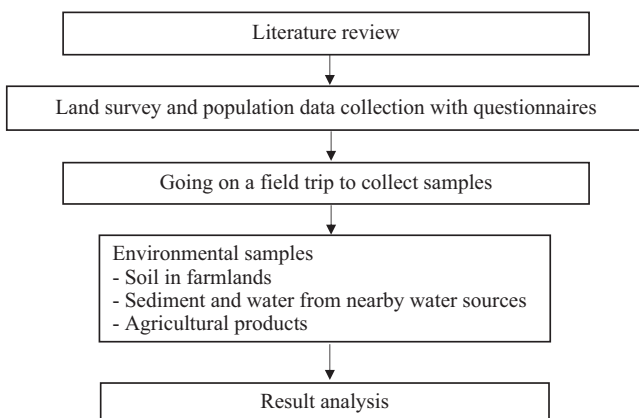 Literature review
Land survey and population data collection with questionnaires
Going on a field trip to collect samples
Environmental samples
- Soil in farmlands
- Sediment and water from nearby water sources
- Agricultural products
Result analysis